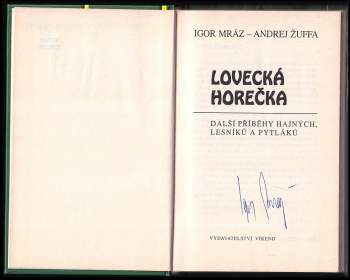 IGOR MRÁZ – ANDREJ ŽUFFA
LOVECKÁ
HOREČKA
DALŠÍ PŘÍBĚHY HAJNÝCH,
LESNÍKŮ A PYTLÁKŮ
VYDAVATELSTVÍ VÍKEND